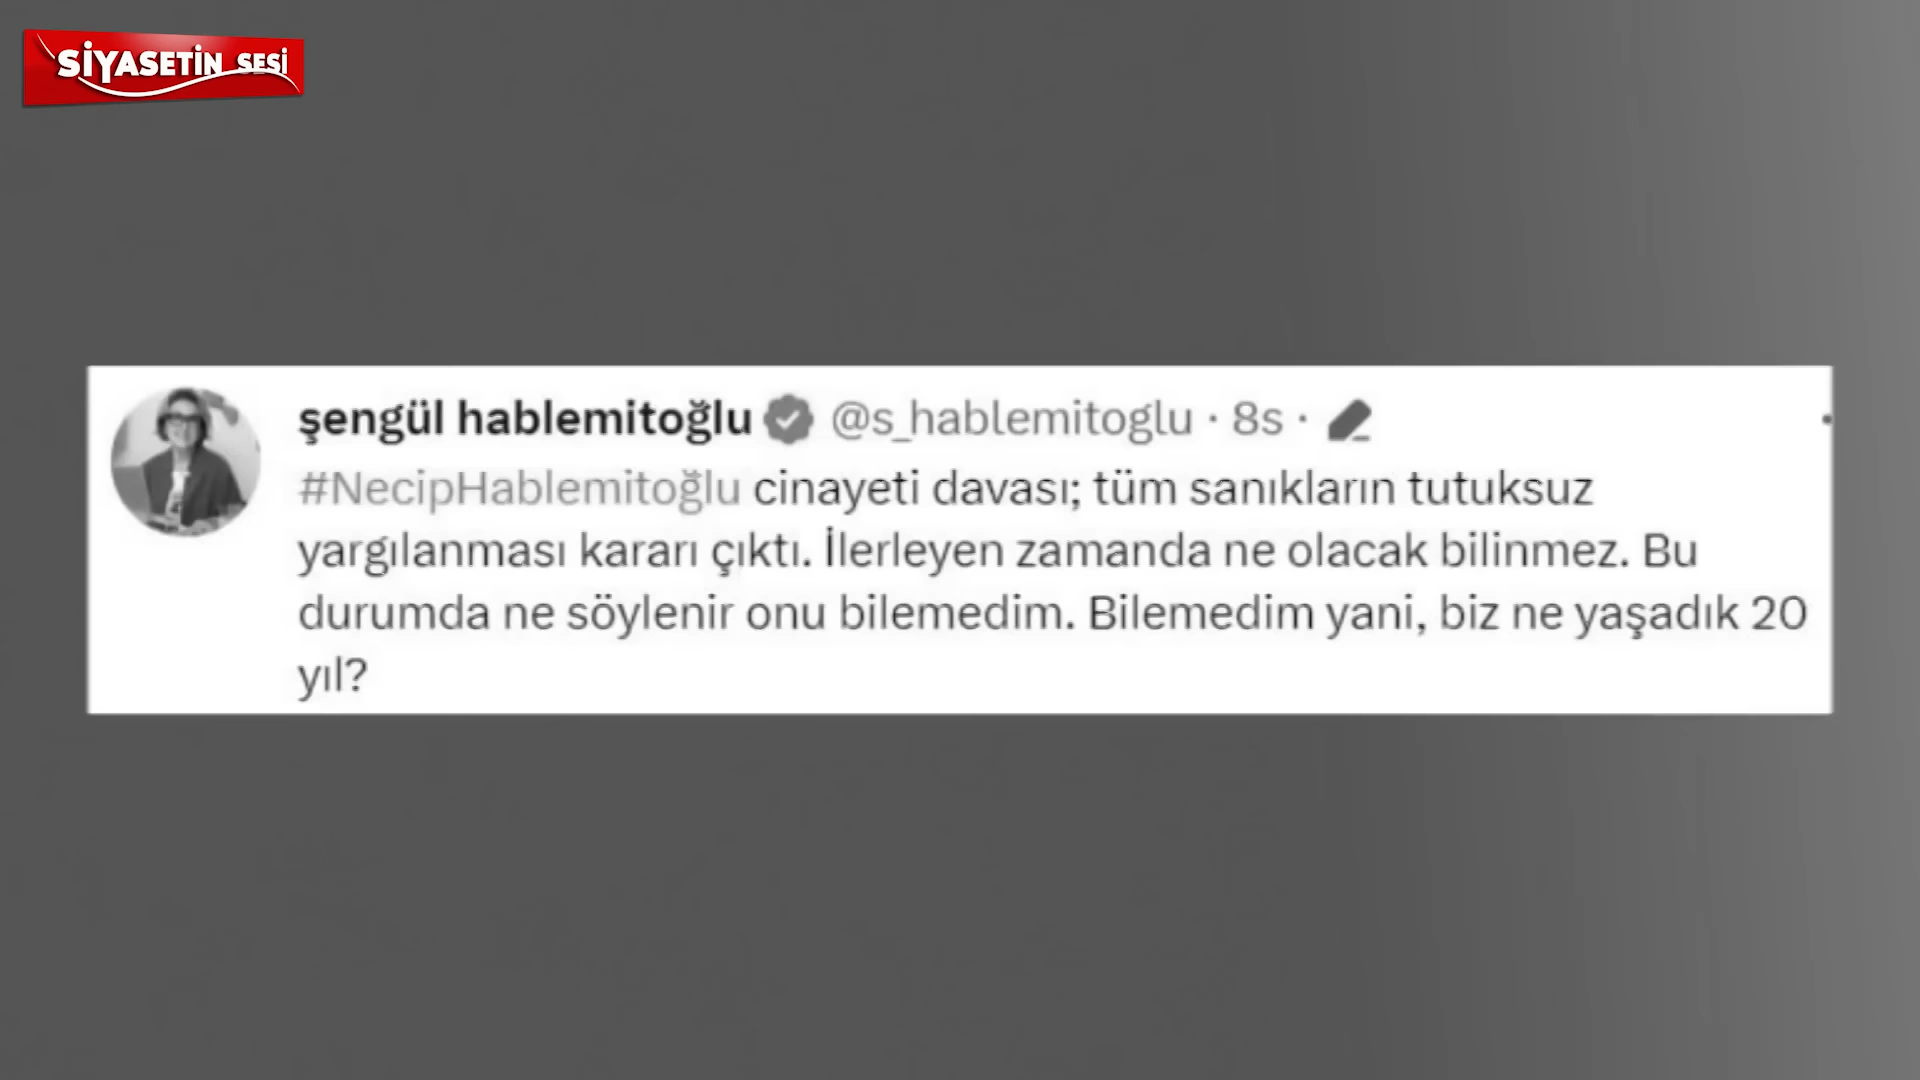 SİYASETİN SESİ
şengül hablemitoğlu @s_hablemitoglu · 8s ·
#NecipHablemitoğlu cinayeti davası; tüm sanıkların tutuksuz
yargılanması kararı çıktı. İlerleyen zamanda ne olacak bilinmez. Bu
durumda ne söylenir onu bilemedim. Bilemedim yani, biz ne yaşadık 20
yıl?